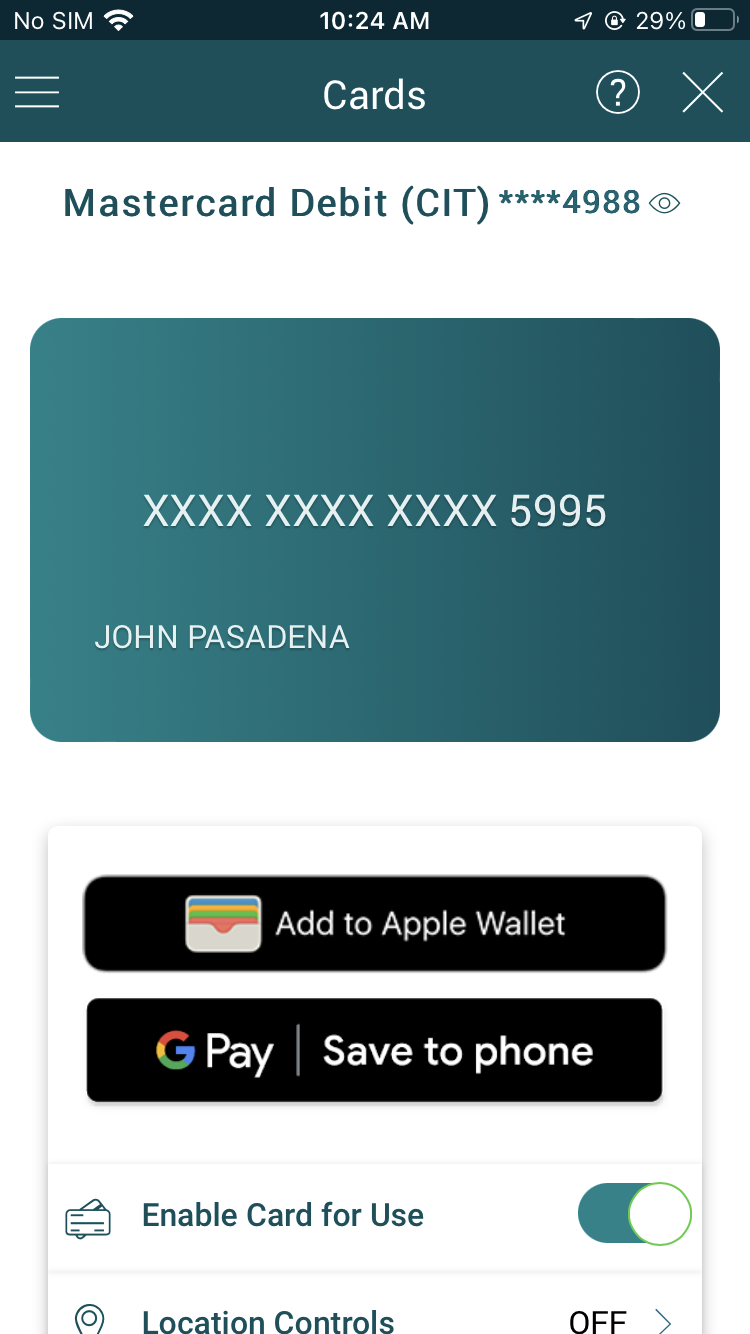 No SIM 10:24 AM 29%
Cards ?
Mastercard Debit (CIT) ****4988
XXXX XXXX XXXX 5995
JOHN PASADENA
Add to Apple Wallet
G Pay | Save to phone
Enable Card for Use
Location Controls OFF